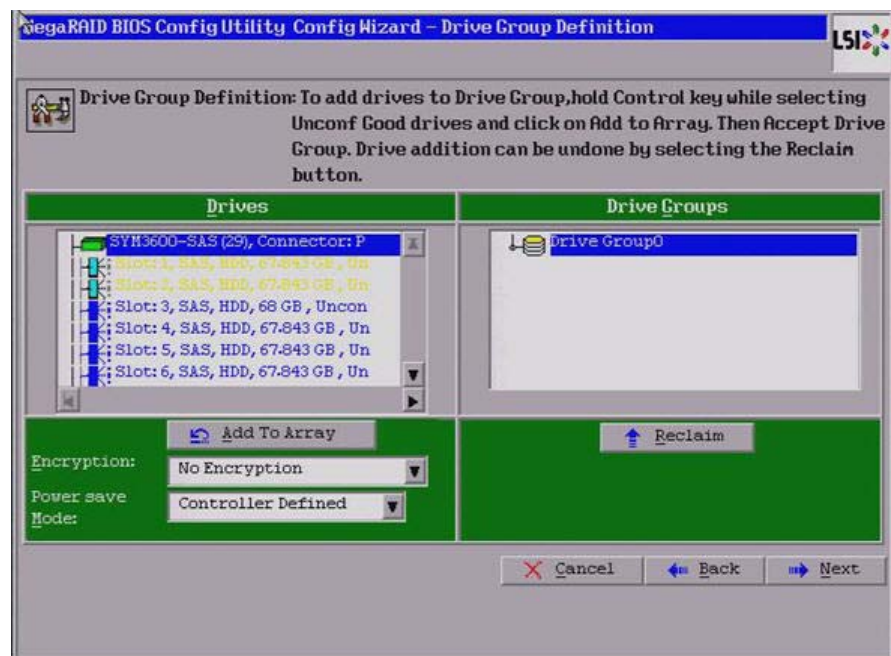 MegaRAID BIOS Config Utility Config Wizard – Drive Group Definition
LSI
Drive Group Definition: To add drives to Drive Group,hold Control key while selecting
Unconf Good drives and click on Add to Array. Then Accept Drive
Group. Drive addition can be undone by selecting the Reclaim
button.
Drives
SYM3600-SAS (29), Connector: P
Slot: 1, SAS, HDD, 67.843 GB , Un
Slot: 2, SAS, HDD, 67.843 GB , Un
Slot: 3, SAS, HDD, 68 GB , Uncon
Slot: 4, SAS, HDD, 67.843 GB , Un
Slot: 5, SAS, HDD, 67.843 GB , Un
Slot: 6, SAS, HDD, 67.843 GB , Un
Add To Array
Encryption:
No Encryption
Power save
Mode:
Controller Defined
Drive Groups
Drive Group0
Reclaim
Cancel
Back
Next